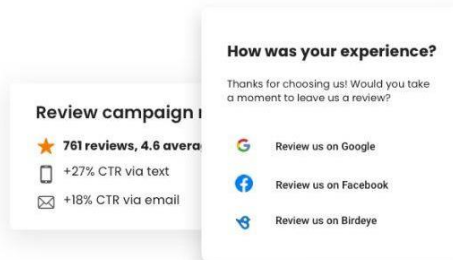 How was your experience?
Thanks for choosing us! Would you take
a moment to leave us a review?
Review us on Google
Review us on Facebook
Review us on Birdeye
Review campaign
761 reviews, 4.6
+27% CTR via text
+18% CTR via email